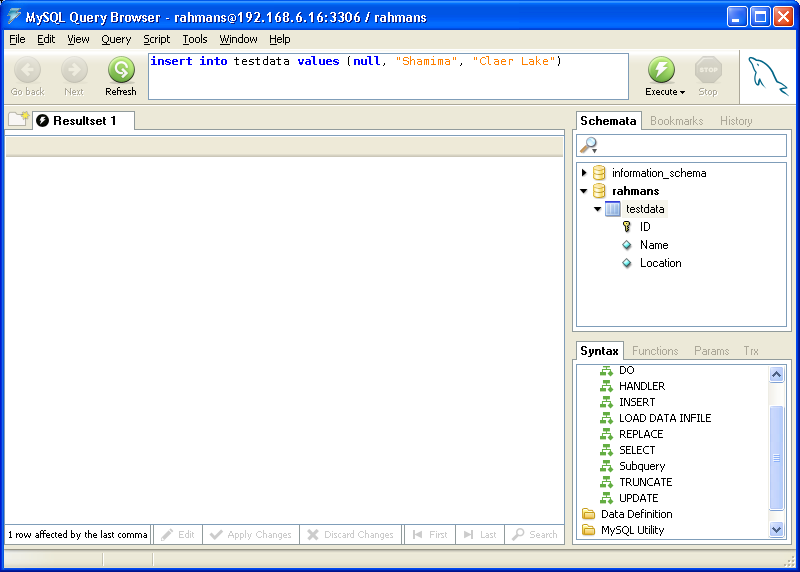 MySQL Query Browser - rahmans@192.168.6.16:3306 / rahmans
File Edit View Query Script Tools Window Help
insert into testdata values (null, "Shamima", "Claer Lake")
Go back Next Refresh Execute Stop
STOP
Resultset 1
Schemata Bookmarks History
information_schema
rahmans
testdata
ID
Name
Location
Syntax Functions Params Trx
DO
HANDLER
INSERT
LOAD DATA INFILE
REPLACE
SELECT
Subquery
TRUNCATE
UPDATE
Data Definition
MySQL Utility
1 row affected by the last comma Edit Apply Changes Discard Changes First Last Search